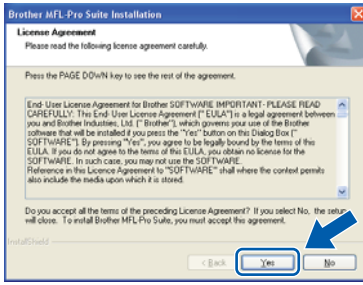 Brother MFL-Pro Suite Installation
License Agreement
Please read the following license agreement carefully.
Press the PAGE DOWN key to see the rest of the agreement.
End- User License Agreement for Brother SOFTWARE IMPORTANT- PLEASE READ
CAREFULLY: This End- User License Agreement (" EULA") is a legal agreement between
you and Brother Industries, Ltd. (" Brother"), which governs your use of the Brother
software that will be installed if you press the "Yes" button on this Dialog Box ("
SOFTWARE"). By pressing "Yes", you agree to be legally bound by the terms of this
EULA. If you do not agree to the terms of this EULA, you obtain no license for the
SOFTWARE. In such case, you may not use the SOFTWARE.
Reference in this Licence Agreement to "SOFTWARE" shall where the context permits
also include the media upon which it is stored.
Do you accept all the terms of the preceding License Agreement? If you select No, the setup
will close. To install Brother MFL-Pro Suite, you must accept this agreement.
InstallShield
< Back Yes No